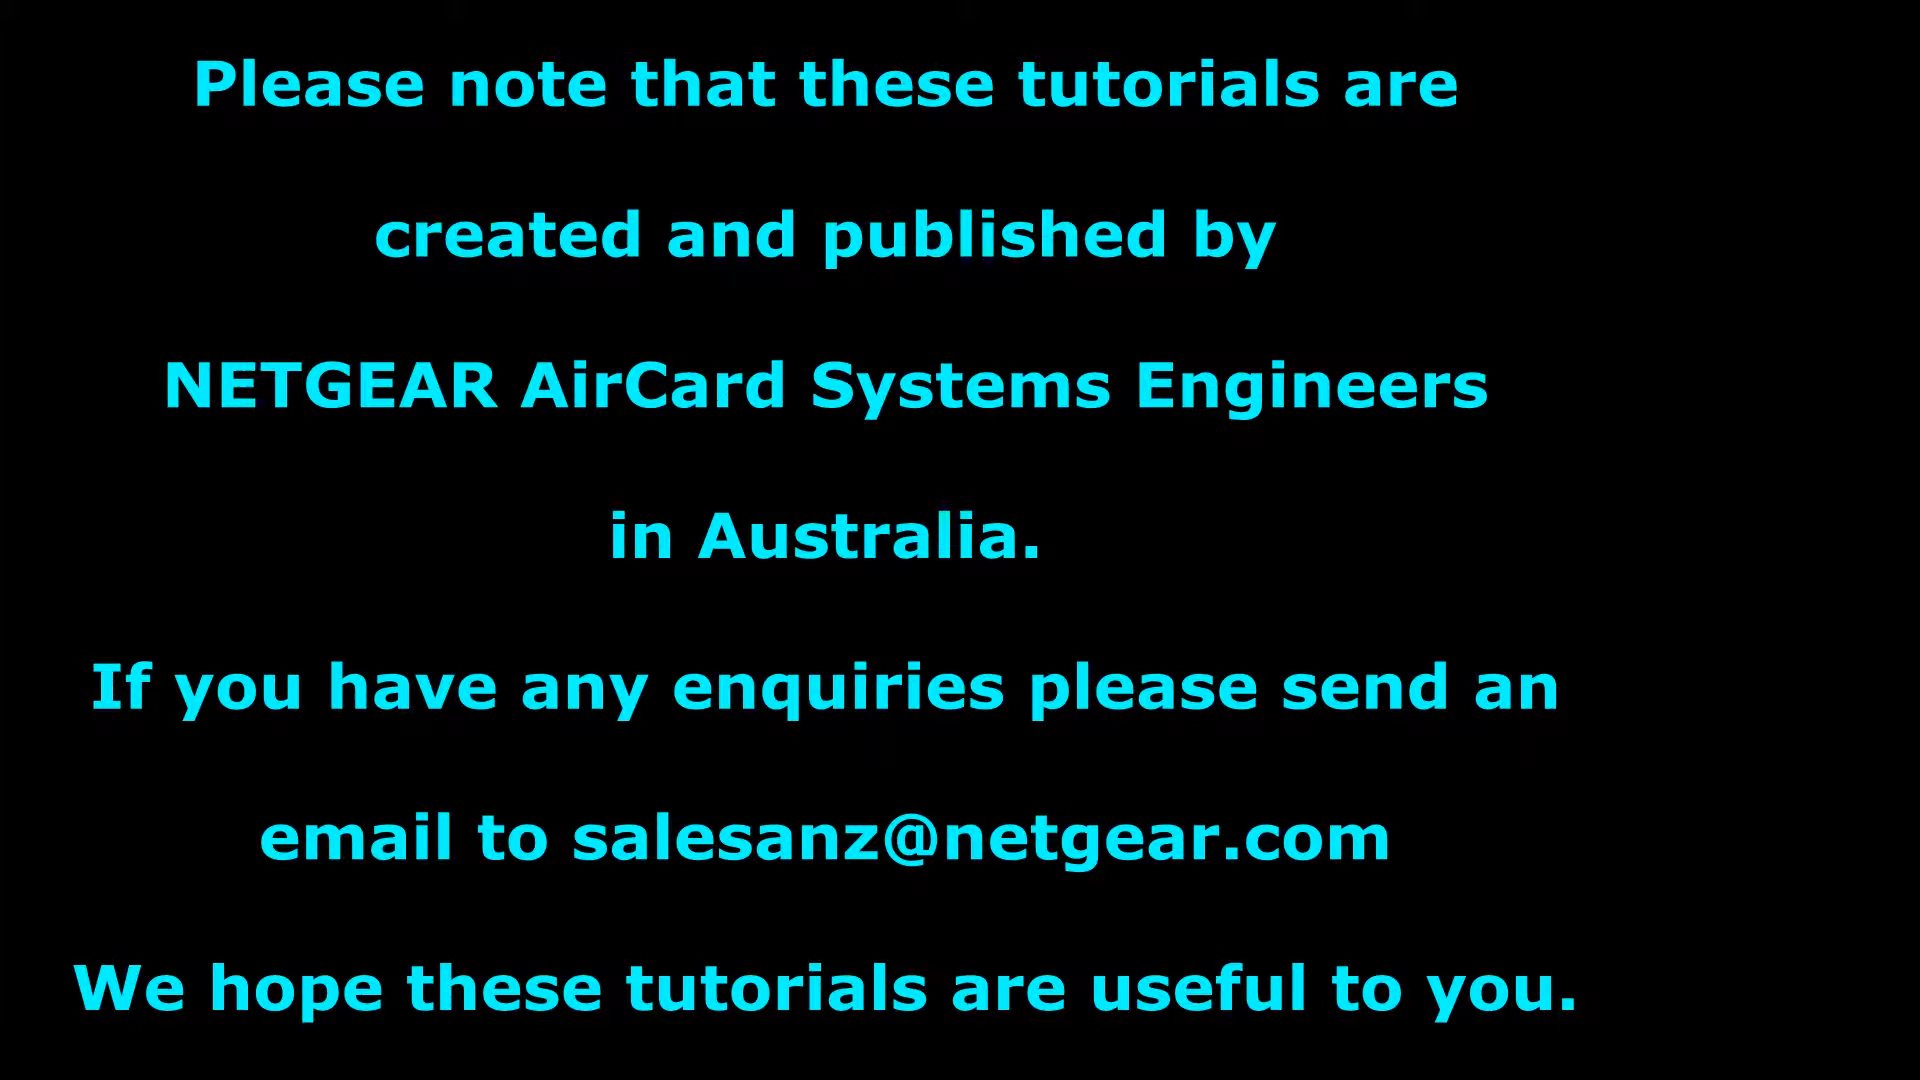 Please note that these tutorials are
created and published by
NETGEAR AirCard Systems Engineers
in Australia.
If you have any enquiries please send an
email to salesanz@netgear.com
We hope these tutorials are useful to you.